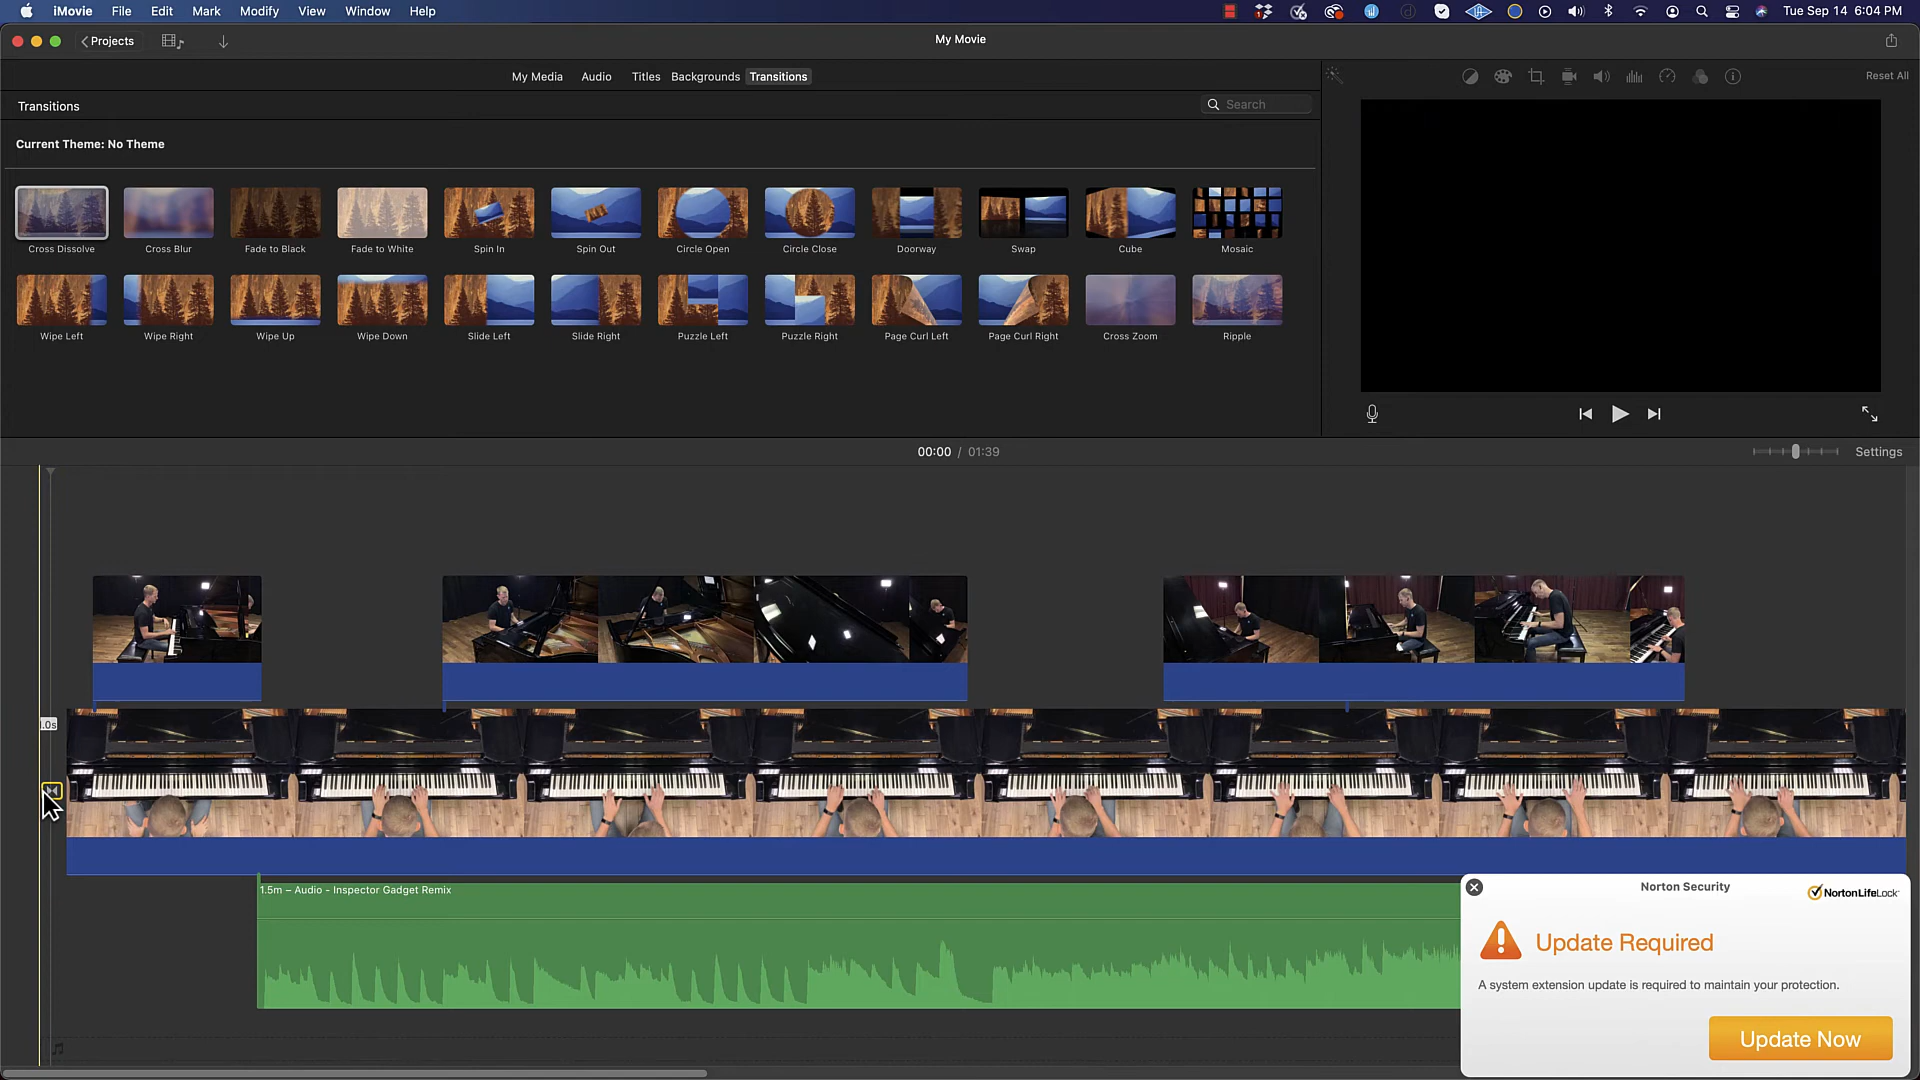 iMovie File Edit Mark Modify View Window Help Tue Sep 14 6:04 PM
Projects My Movie
My Media Audio Titles Backgrounds Transitions Reset All
Transitions Search
Current Theme: No Theme
Cross Dissolve Cross Blur Fade to Black Fade to White Spin In Spin Out Circle Open Circle Close Doorway Swap Cube Mosaic
Wipe Left Wipe Right Wipe Up Wipe Down Slide Left Slide Right Puzzle Left Puzzle Right Page Curl Left Page Curl Right Cross Zoom Ripple
00:00 / 01:39 Settings
.0s
1.5m – Audio - Inspector Gadget Remix
Norton Security NortonLifeLock
Update Required
A system extension update is required to maintain your protection.
Update Now